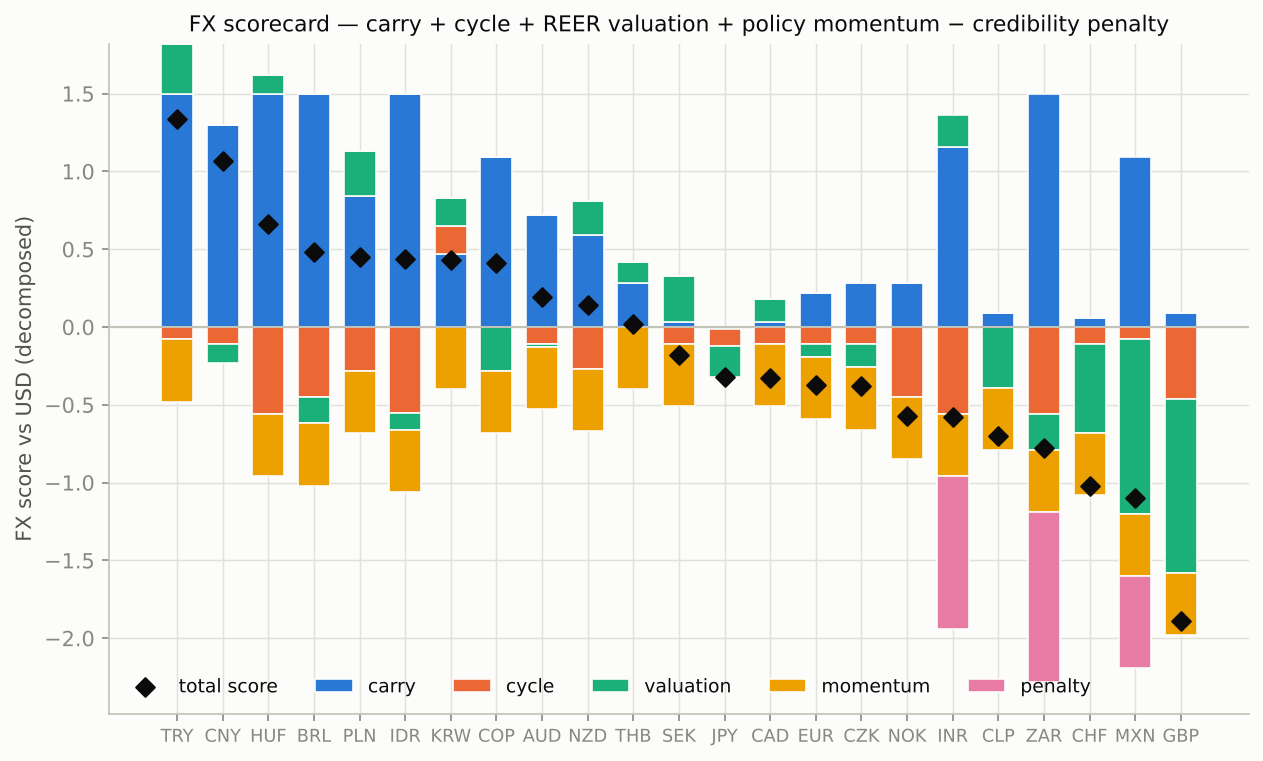 FX scorecard — carry + cycle + REER valuation + policy momentum − credibility penalty
FX score vs USD (decomposed)
1.5
1.0
0.5
0.0
−0.5
−1.0
−1.5
−2.0
total score carry cycle valuation momentum penalty
TRY CNY HUF BRL PLN IDR KRW COP AUD NZD THB SEK JPY CAD EUR CZK NOK INR CLP ZAR CHF MXN GBP